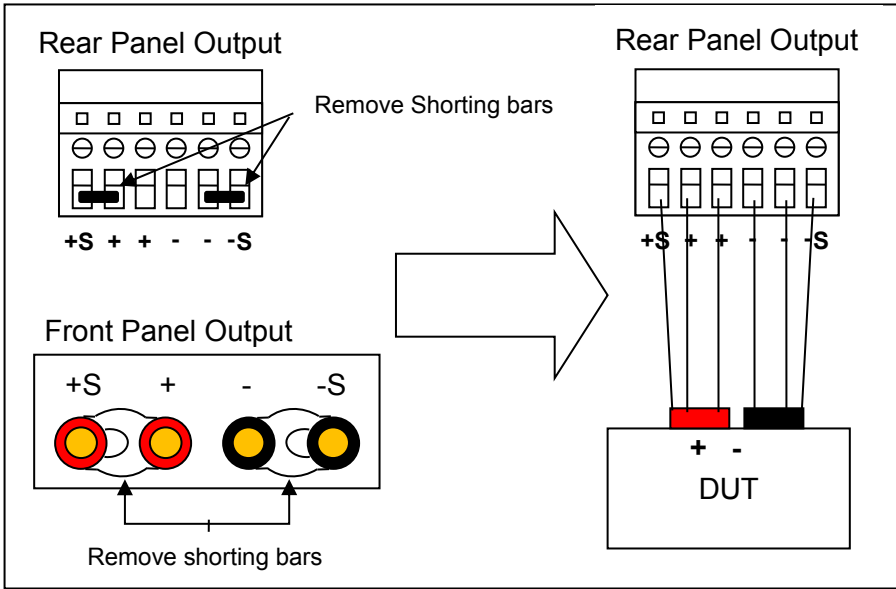 Rear Panel Output
Remove Shorting bars
+S + + - - -S
Front Panel Output
+S + - -S
Remove shorting bars
Rear Panel Output
+S + + - - -S
+ -
DUT